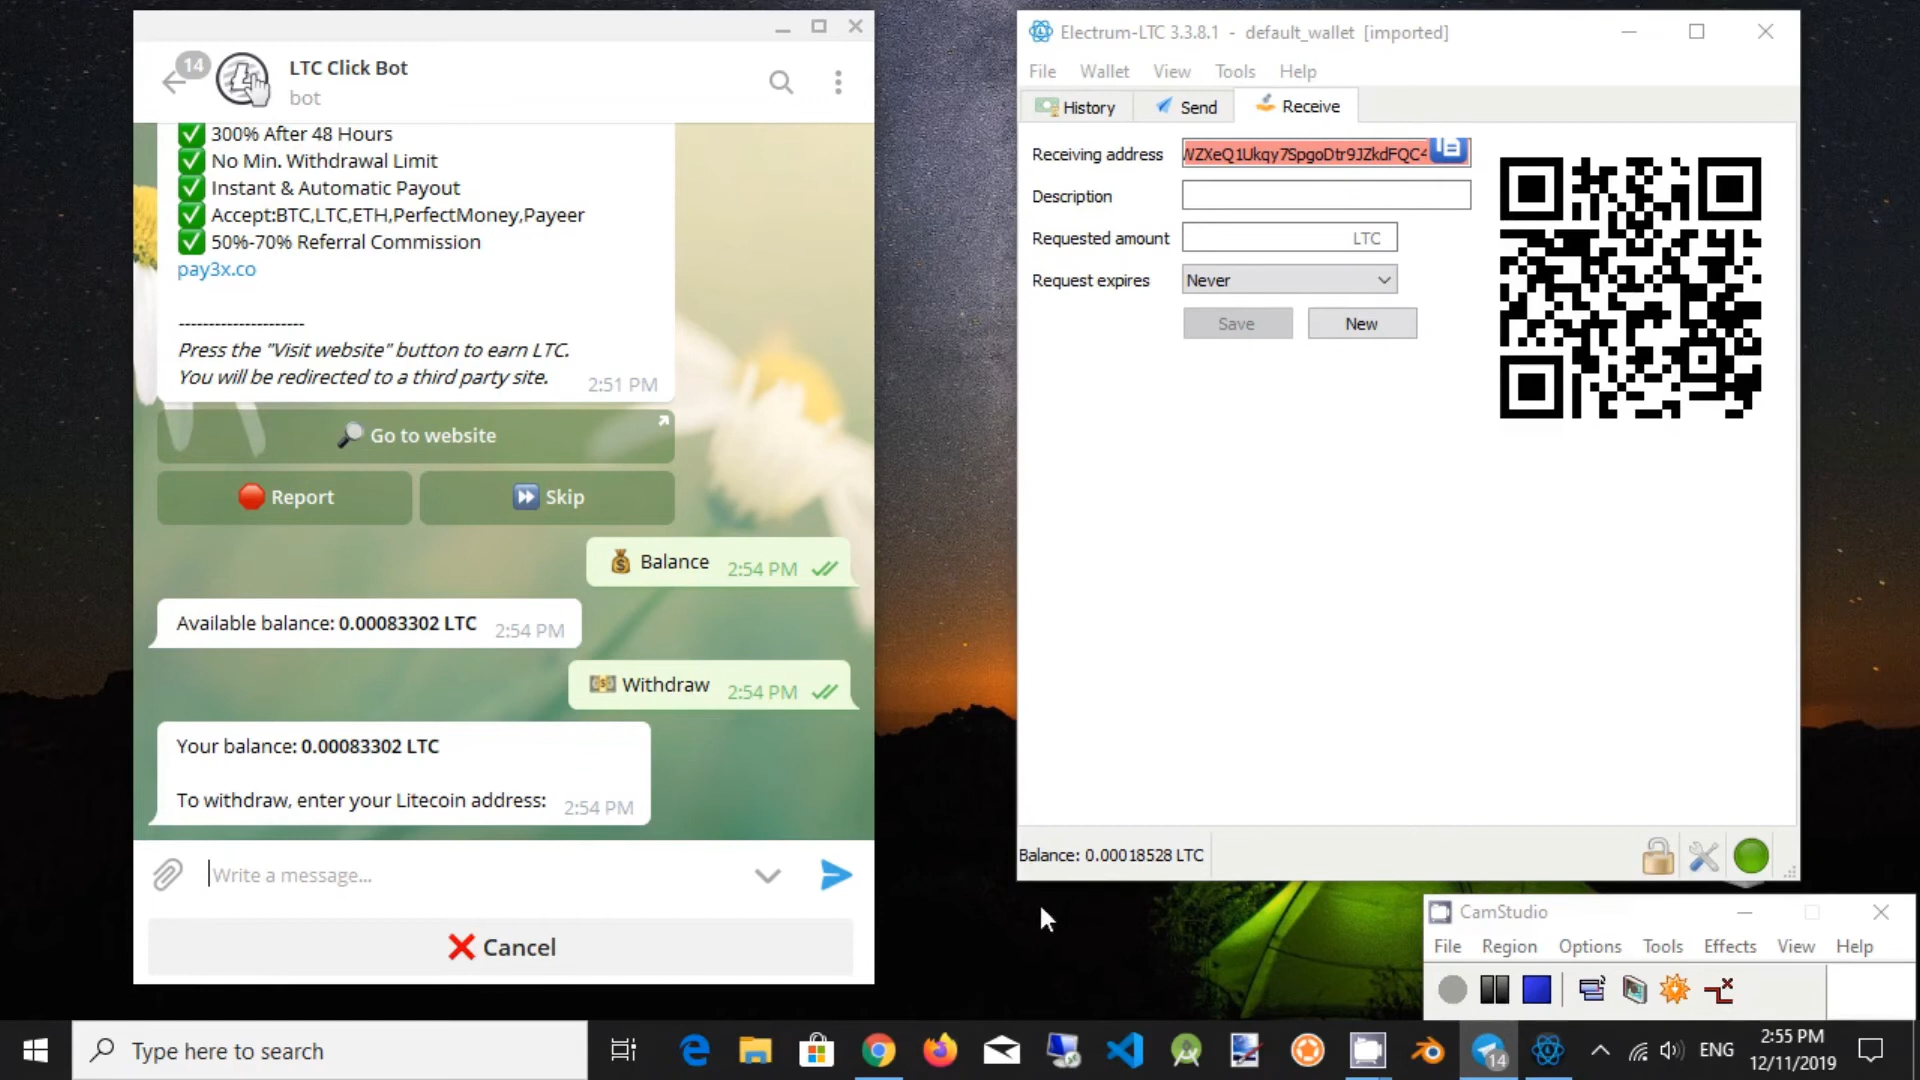 14
LTC Click Bot
bot
300% After 48 Hours
No Min. Withdrawal Limit
Instant & Automatic Payout
Accept:BTC,LTC,ETH,PerfectMoney,Payeer
50%-70% Referral Commission
pay3x.co
---------------------
Press the "Visit website" button to earn LTC.
You will be redirected to a third party site.
2:51 PM
Go to website
Report
Skip
Balance
2:54 PM
Available balance: 0.00083302 LTC
2:54 PM
Withdraw
2:54 PM
Your balance: 0.00083302 LTC
To withdraw, enter your Litecoin address:
2:54 PM
Write a message...
Cancel
Electrum-LTC 3.3.8.1 - default_wallet [imported]
File Wallet View Tools Help
History Send Receive
Receiving address
Description
Requested amount LTC
Request expires Never
Save New
Balance: 0.00018528 LTC
CamStudio
File Region Options Tools Effects View Help
Type here to search
14
ENG
2:55 PM
12/11/2019